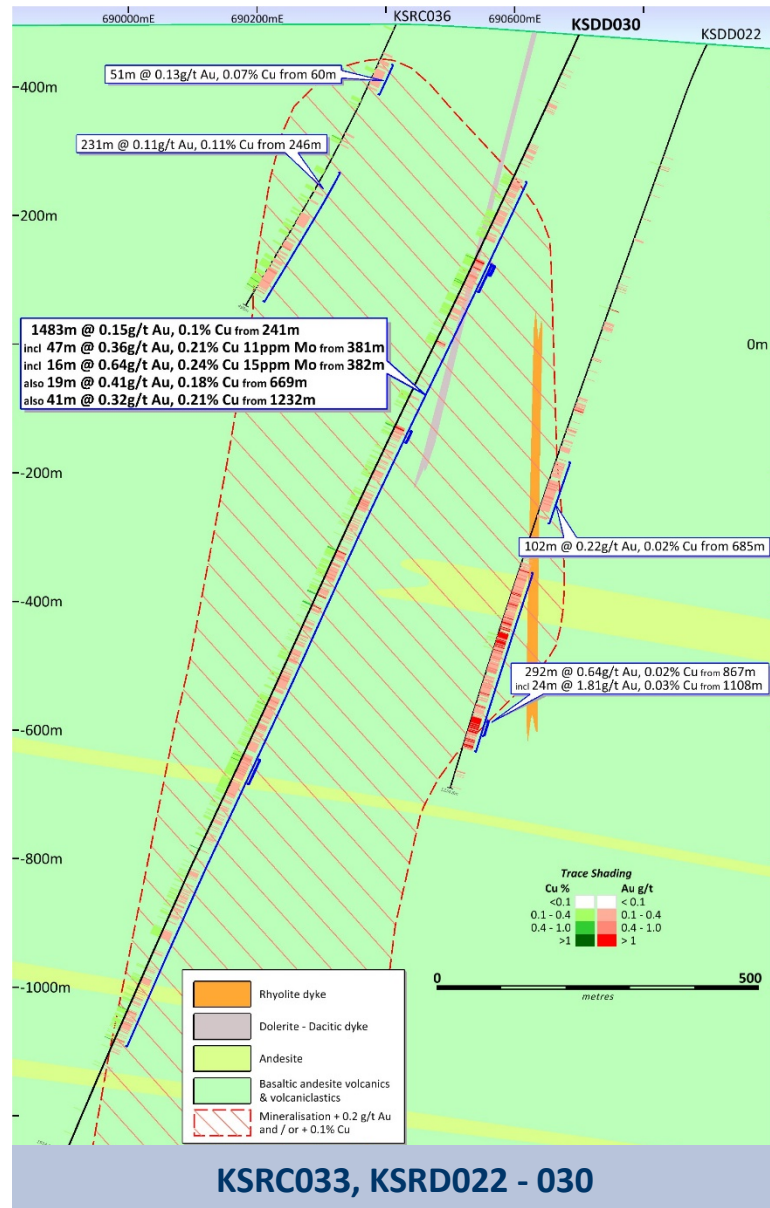 690000mE
690200mE
KSRC036
690600mE
KSDD030
KSDD022
51m @ 0.13g/t Au, 0.07% Cu from 60m
400m
231m @ 0.11g/t Au, 0.11% Cu from 246m
200m
1483m @ 0.15g/t Au, 0.1% Cu from 241m
incl 47m @ 0.36g/t Au, 0.21% Cu 11ppm Mo from 381m
incl 16m @ 0.64g/t Au, 0.24% Cu 15ppm Mo from 382m
also 19m @ 0.41g/t Au, 0.18% Cu from 669m
also 41m @ 0.32g/t Au, 0.21% Cu from 1232m
0m
-200m
102m @ 0.22g/t Au, 0.02% Cu from 685m
-400m
292m @ 0.64g/t Au, 0.02% Cu from 867m
incl 24m @ 1.81g/t Au, 0.03% Cu from 1108m
-600m
-800m
Trace Shading
Cu % Au g/t
<0.1 < 0.1
0.1 - 0.4 0.1 - 0.4
0.4 - 1.0 0.4 - 1.0
>1 > 1
0 500
metres
-1000m
Rhyolite dyke
Dolerite - Dacitic dyke
Andesite
Basaltic andesite volcanics
& volcaniclastics
Mineralisation + 0.2 g/t Au
and / or + 0.1% Cu
KSRC033, KSRD022 - 030